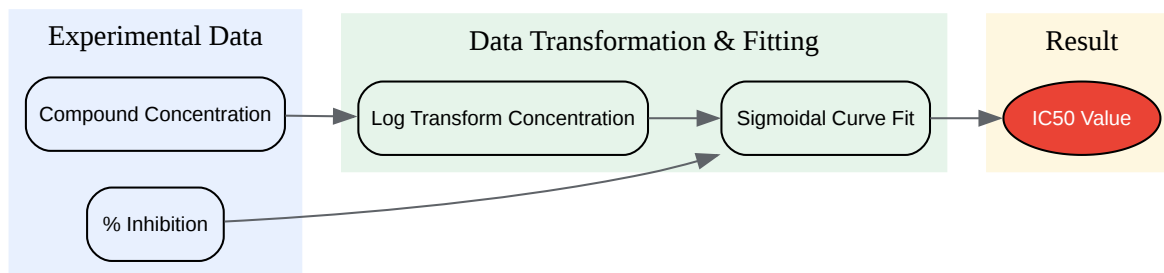 Experimental Data
Data Transformation & Fitting
Result
Compound Concentration
Log Transform Concentration
Sigmoidal Curve Fit
IC50 Value
% Inhibition